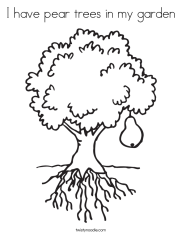 I have pear trees in my garden
twistynoodle.com